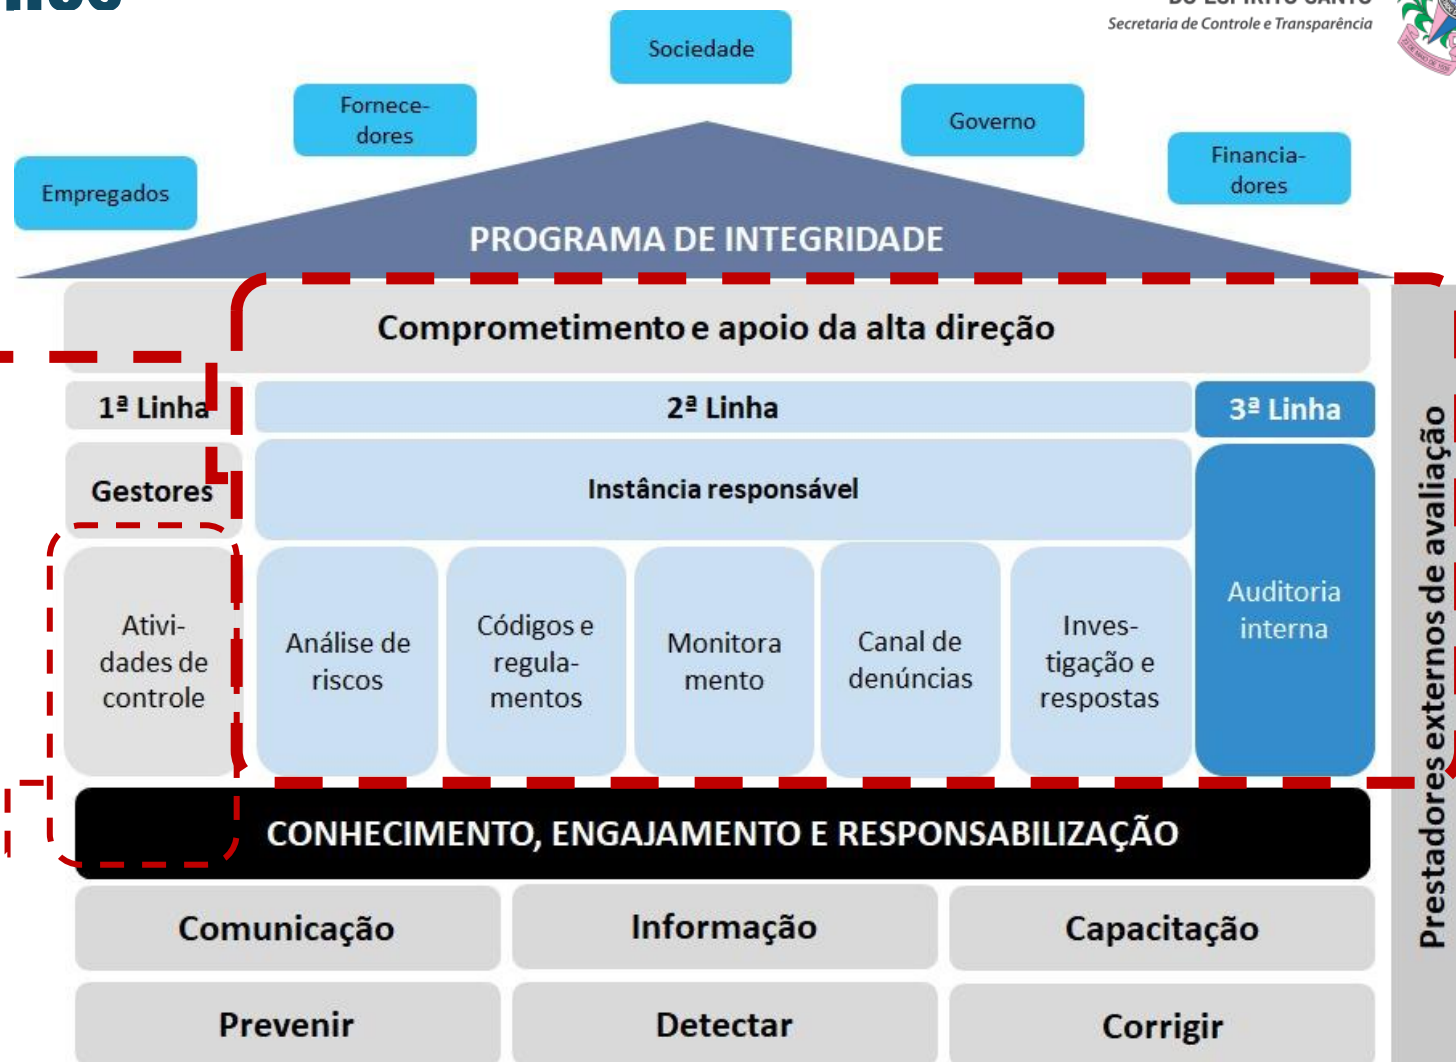 DO ESPÍRITO SANTO
Secretaria de Controle e Transparência
Sociedade
Fornece-
dores
Governo
Financia-
dores
Empregados
PROGRAMA DE INTEGRIDADE
Comprometimento e apoio da alta direção
1ª Linha
2ª Linha
3ª Linha
Gestores
Instância responsável
Ativi-
dades de
controle
Análise de
riscos
Códigos e
regula-
mentos
Monitora
mento
Canal de
denúncias
Inves-
tigação e
respostas
Auditoria
interna
Prestadores externos de avaliação
CONHECIMENTO, ENGAJAMENTO E RESPONSABILIZAÇÃO
Comunicação
Informação
Capacitação
Prevenir
Detectar
Corrigir